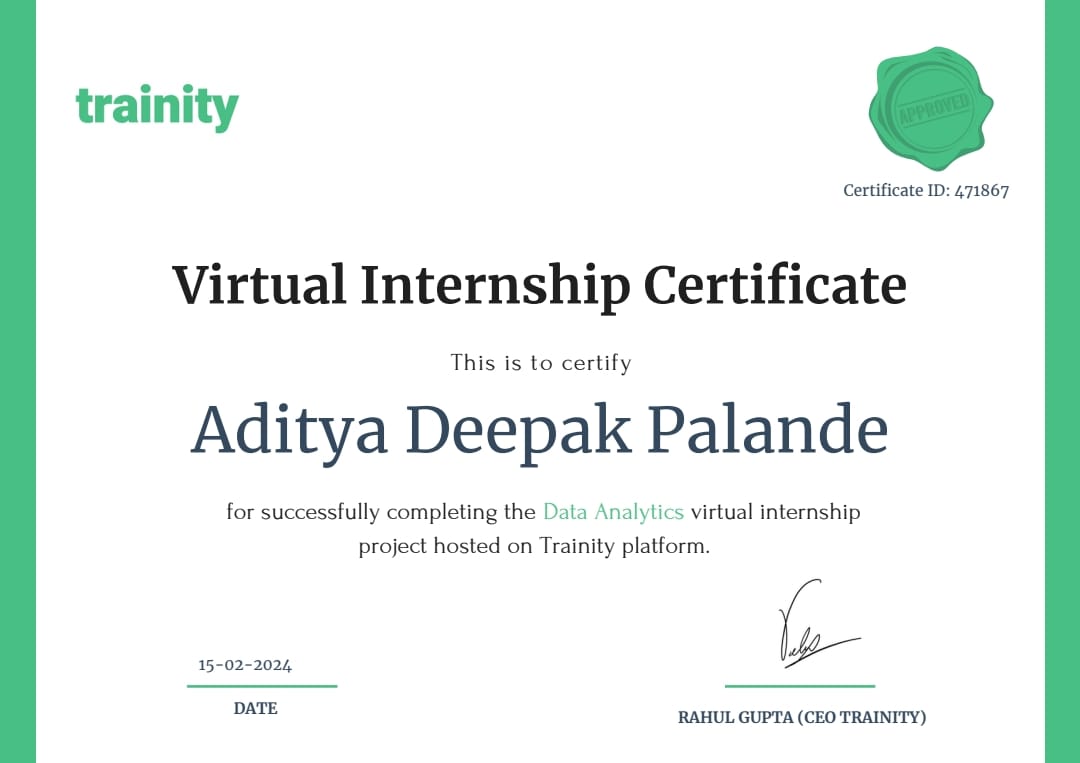 trainity
APPROVED
Certificate ID: 471867
Virtual Internship Certificate
This is to certify
Aditya Deepak Palande
for successfully completing the Data Analytics virtual internship
project hosted on Trainity platform.
15-02-2024
DATE
RAHUL GUPTA (CEO TRAINITY)